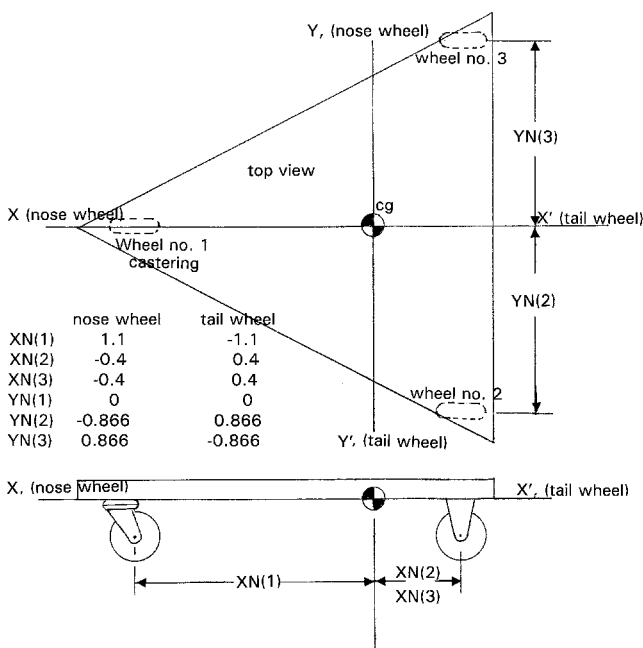 Y, (nose wheel)
wheel no. 3
YN(3)
top view
cg
X (nose wheel)
X′ (tail wheel)
Wheel no. 1
castering
YN(2)
nose wheel tail wheel
XN(1) 1.1 -1.1
XN(2) -0.4 0.4
XN(3) -0.4 0.4
YN(1) 0 0
YN(2) -0.866 0.866
YN(3) 0.866 -0.866
wheel no. 2
Y′, (tail wheel)
X, (nose wheel)
X′, (tail wheel)
XN(1)
XN(2)
XN(3)